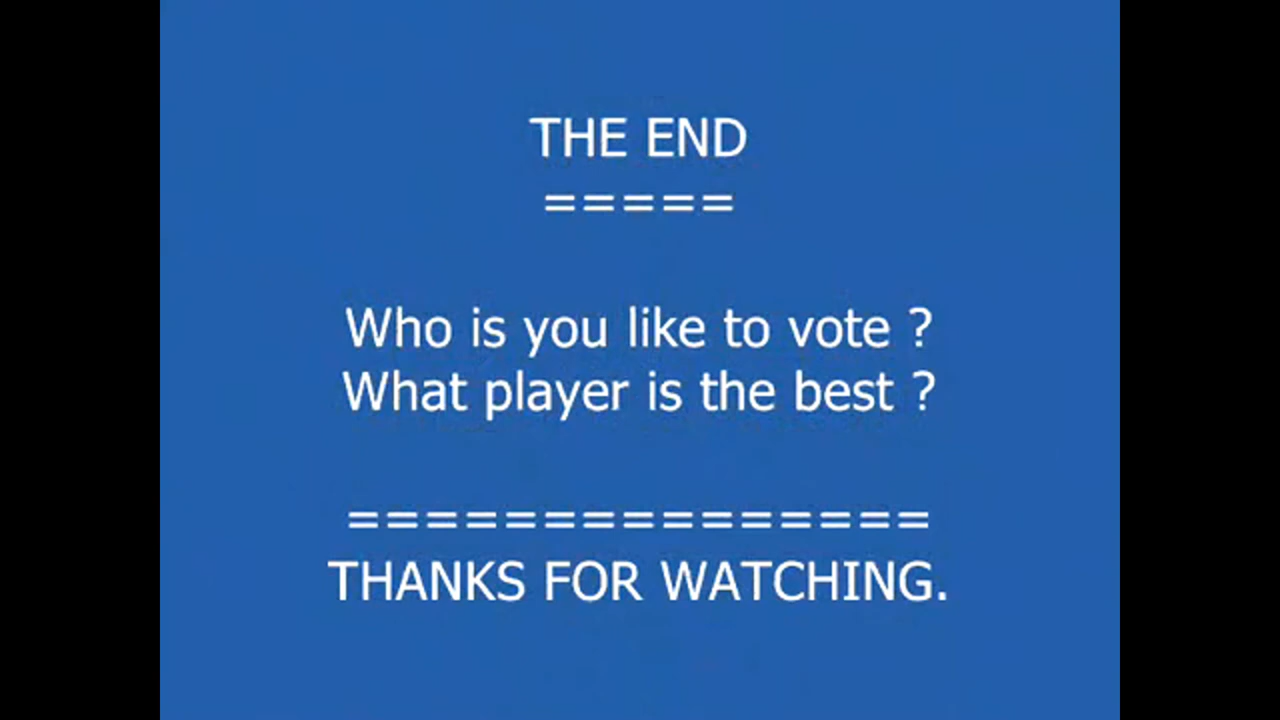 THE END
=====
Who is you like to vote ?
What player is the best ?
===============
THANKS FOR WATCHING.